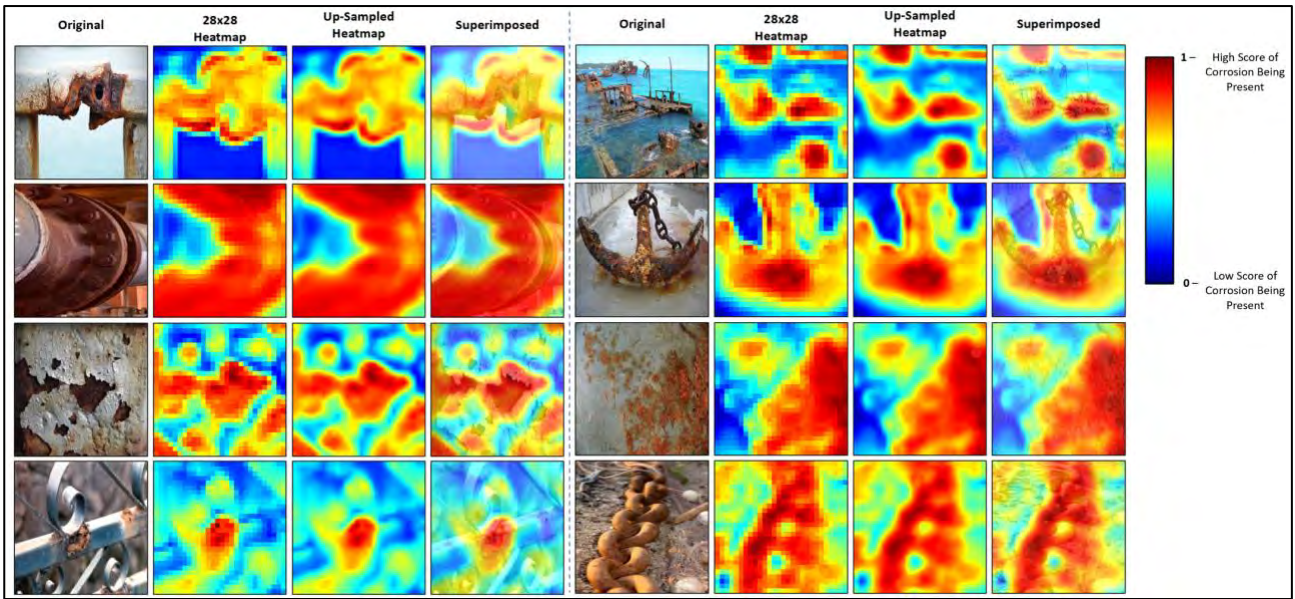 Original
28x28
Heatmap
Up-Sampled
Heatmap
Superimposed
Original
28x28
Heatmap
Up-Sampled
Heatmap
Superimposed
1
High Score of
Corrosion Being
Present
0
Low Score of
Corrosion Being
Present